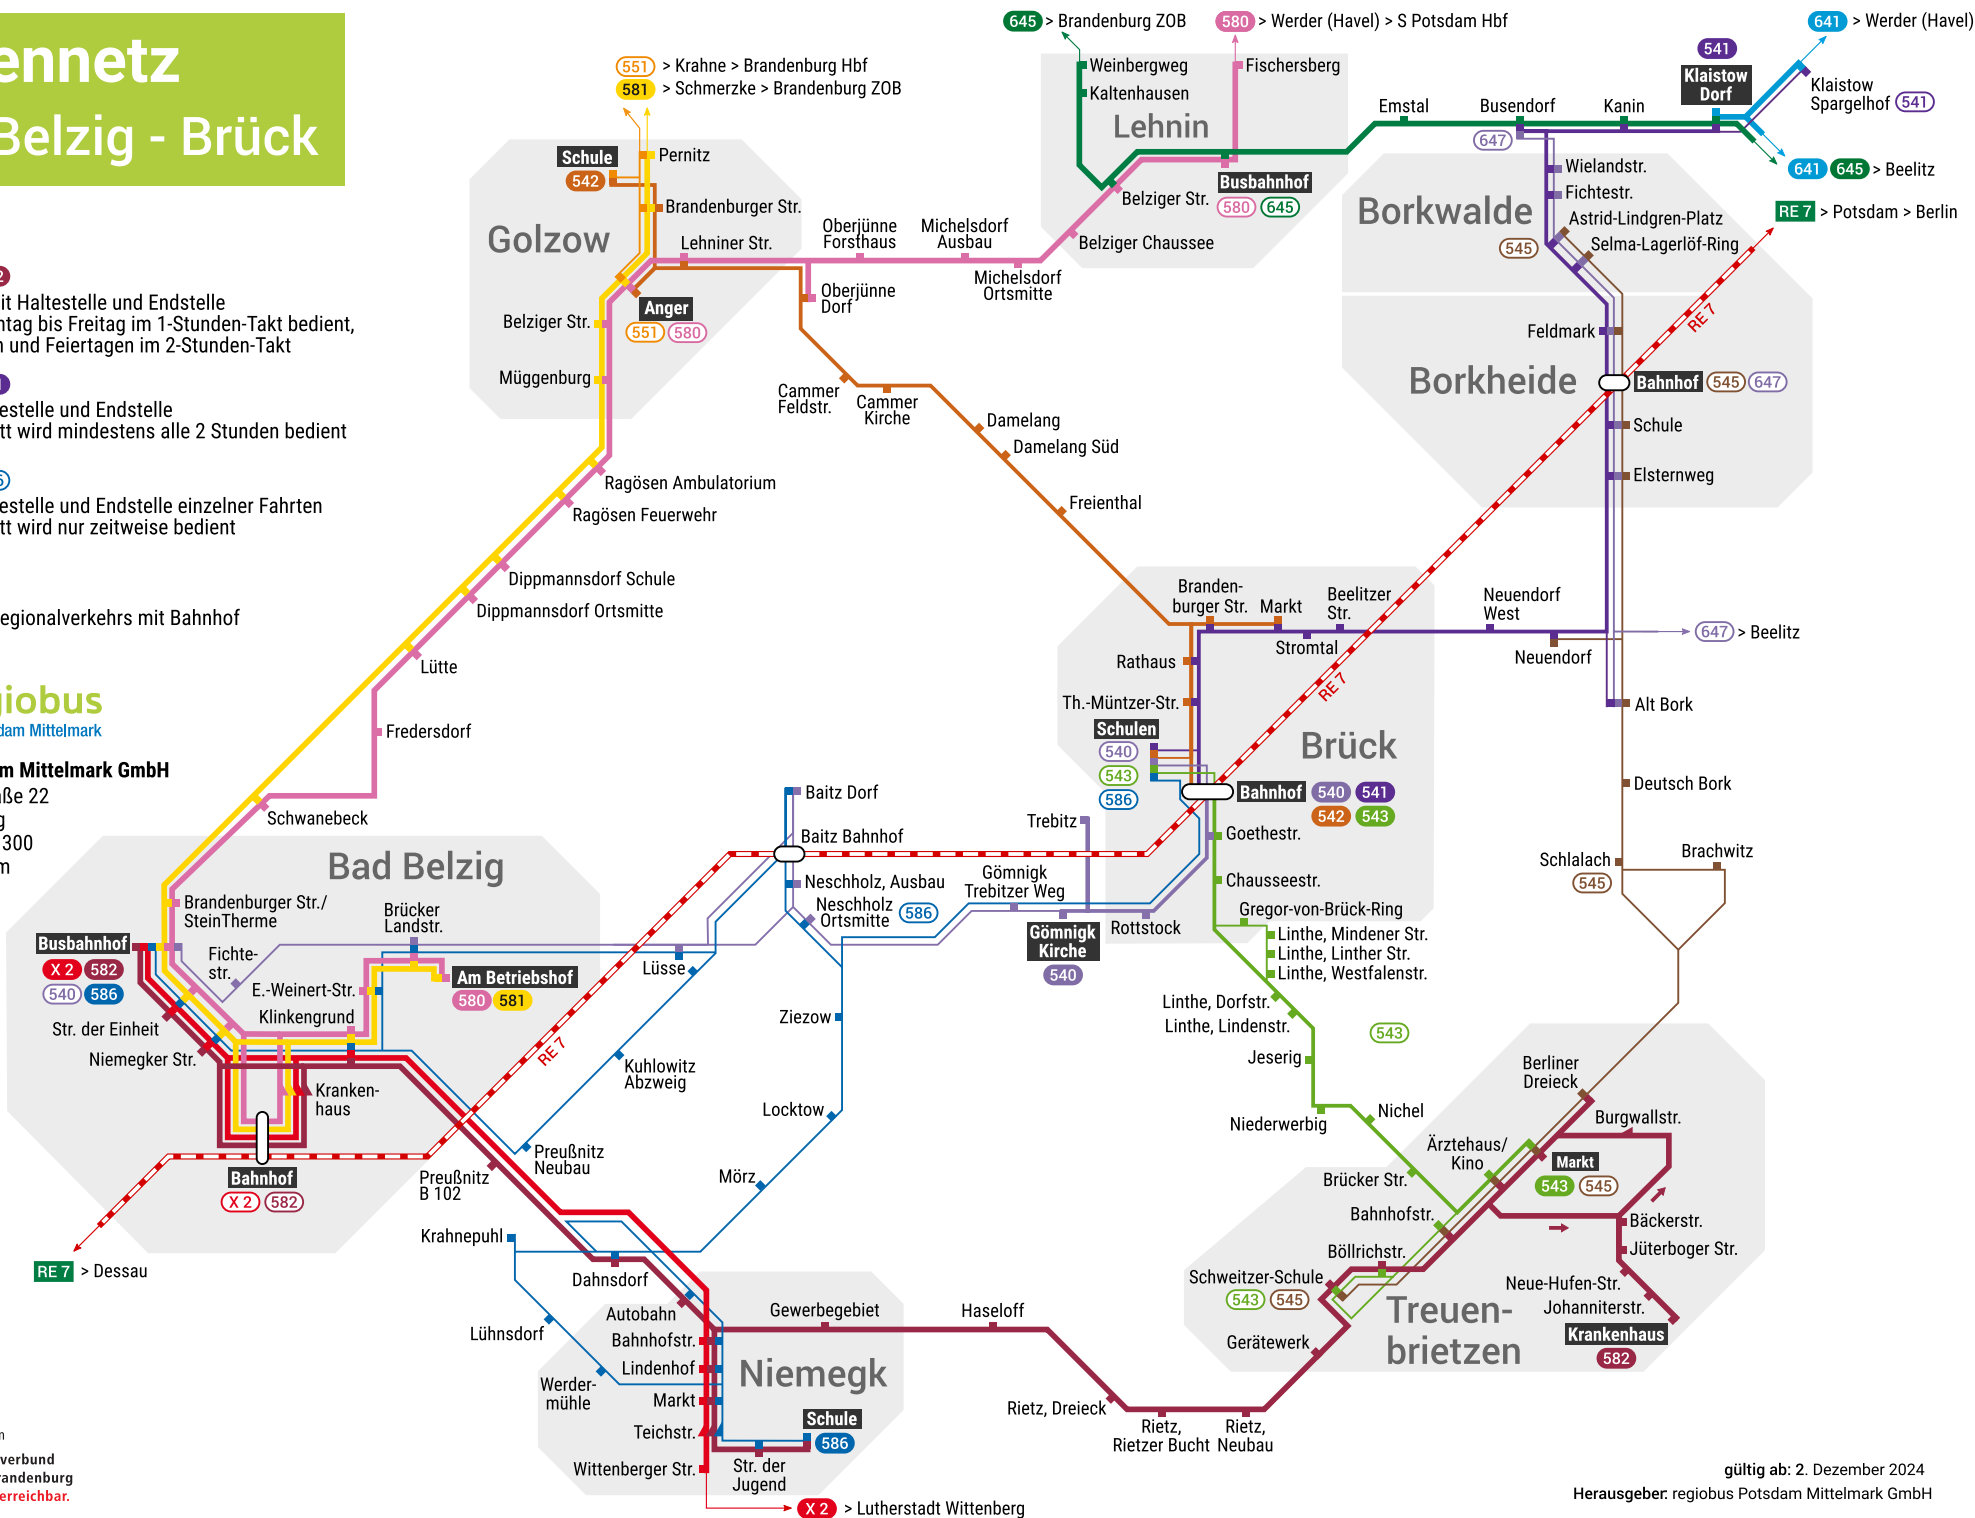 ennetz
Belzig - Brück
2
it Haltestelle und Endstelle
ntag bis Freitag im 1-Stunden-Takt bedient,
n und Feiertagen im 2-Stunden-Takt
estelle und Endstelle
tt wird mindestens alle 2 Stunden bedient
estelle und Endstelle einzelner Fahrten
tt wird nur zeitweise bedient
egionalverkehrs mit Bahnhof
giobus
dam Mittelmark
m Mittelmark GmbH
aße 22
g
300
m
m
verbund
randenburg
erreichbar.
551 > Krahne > Brandenburg Hbf
581 > Schmerzke > Brandenburg ZOB
645 > Brandenburg ZOB
580 > Werder (Havel) > S Potsdam Hbf
641 > Werder (Havel)
541
Klaistow
Dorf
Klaistow
Spargelhof 541
641 645 > Beelitz
RE 7 > Potsdam > Berlin
Weinbergweg
Kaltenhausen
Fischersberg
Lehnin
Busbahnhof
580 645
Belziger Str.
Belziger Chaussee
Emstal
Busendorf
Kanin
647
Schule
542
Pernitz
Brandenburger Str.
Golzow
Lehniner Str.
Anger
551 580
Belziger Str.
Müggenburg
Oberjünne
Forsthaus
Michelsdorf
Ausbau
Michelsdorf
Ortsmitte
Oberjünne
Dorf
Cammer
Feldstr.
Cammer
Kirche
Damelang
Damelang Süd
Freienthal
Wielandstr.
Fichtestr.
Borkwalde
Astrid-Lindgren-Platz
Selma-Lagerlöf-Ring
545
Feldmark
RE 7
Borkheide
Bahnhof 545 647
Schule
Elsternweg
Ragösen Ambulatorium
Ragösen Feuerwehr
Dippmannsdorf Schule
Dippmannsdorf Ortsmitte
Lütte
Fredersdorf
Schwanebeck
Branden-
burger Str.
Markt
Beelitzer
Str.
Stromtal
Neuendorf
West
Neuendorf
647 > Beelitz
Rathaus
Th.-Müntzer-Str.
RE 7
Schulen
540
543
586
Brück
Bahnhof 540 541
542 543
Alt Bork
Deutsch Bork
Goethestr.
Chausseestr.
Gregor-von-Brück-Ring
Linthe, Mindener Str.
Linthe, Linther Str.
Linthe, Westfalenstr.
Linthe, Dorfstr.
Linthe, Lindenstr.
543
Jeserig
Niederwerbig
Nichel
Schlalach
545
Brachwitz
Baitz Dorf
Baitz Bahnhof
Neschholz, Ausbau
Neschholz
Ortsmitte 586
Trebitz
Gömnigk
Trebitzer Weg
Gömnigk
Kirche
540
Rottstock
Bad Belzig
Brandenburger Str./
SteinTherme
Brücker
Landstr.
Busbahnhof
X 2 582
540 586
Fichte-
str.
E.-Weinert-Str.
Klinkengrund
Am Betriebshof
580 581
Str. der Einheit
Niemegker Str.
Kranken-
haus
Bahnhof
X 2 582
RE 7 > Dessau
RE 7
Lüsse
Kuhlowitz
Abzweig
Preußnitz
Neubau
Preußnitz
B 102
Ziezow
Locktow
Mörz
Krahnepuhl
Dahnsdorf
Lühnsdorf
Werder-
mühle
Autobahn
Bahnhofstr.
Lindenhof
Markt
Teichstr.
Wittenberger Str.
Niemegk
Schule
586
Str. der
Jugend
X 2 > Lutherstadt Wittenberg
Gewerbegebiet
Haseloff
Rietz, Dreieck
Rietz,
Rietzer Bucht
Rietz,
Neubau
Berliner
Dreieck
Burgwallstr.
Ärztehaus/
Kino
Markt
543 545
Brücker Str.
Bahnhofstr.
Böllrichstr.
Schweitzer-Schule
543 545
Gerätewerk
Treuen-
brietzen
Bäckerstr.
Jüterboger Str.
Neue-Hufen-Str.
Johanniterstr.
Krankenhaus
582
gültig ab: 2. Dezember 2024
Herausgeber: regiobus Potsdam Mittelmark GmbH